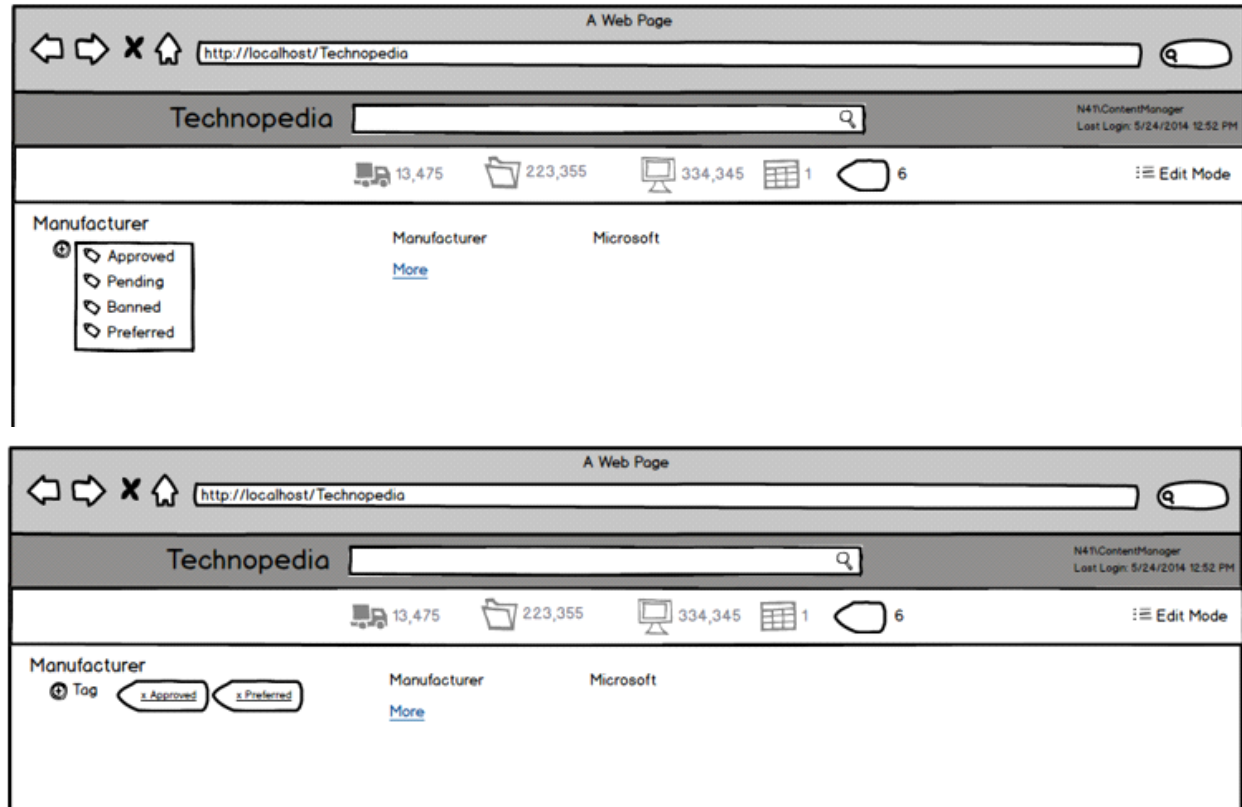 A Web Page
http://localhost/Technopedia
Technopedia
N41\ContentManager
Last Login: 5/24/2014 12:52 PM
13,475 223,355 334,345 1 6 Edit Mode
Manufacturer
Approved
Pending
Banned
Preferred
Manufacturer Microsoft
More
A Web Page
http://localhost/Technopedia
Technopedia
N41\ContentManager
Last Login: 5/24/2014 12:52 PM
13,475 223,355 334,345 1 6 Edit Mode
Manufacturer
Tag x Approved x Preferred
Manufacturer Microsoft
More